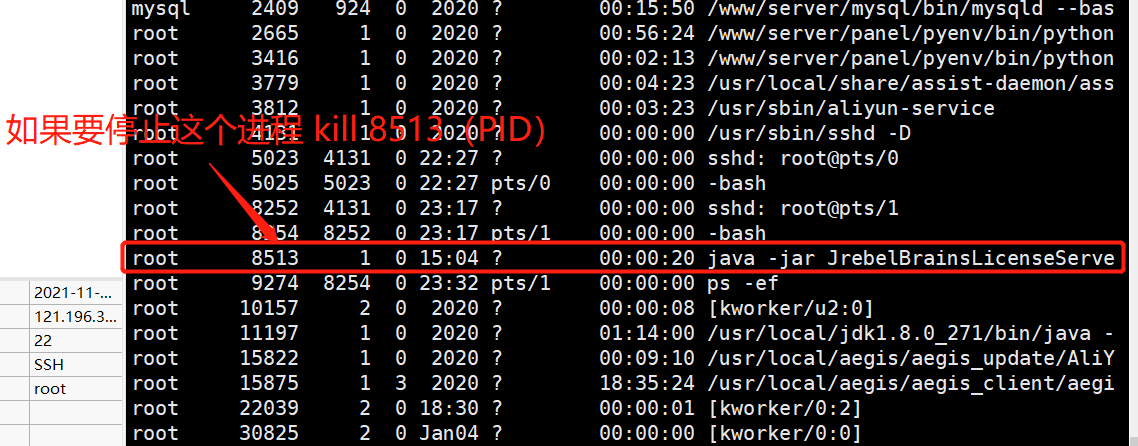 mysql 2409 924 0 2020 ? 00:15:50 /www/server/mysql/bin/mysqld --bas
root 2665 1 0 2020 ? 00:56:24 /www/server/panel/pyenv/bin/python
root 3416 1 0 2020 ? 00:02:13 /www/server/panel/pyenv/bin/python
root 3779 1 0 2020 ? 00:04:23 /usr/local/share/assist-daemon/ass
root 3812 1 0 2020 ? 00:03:23 /usr/sbin/aliyun-service
如果要停止这个进程 kill 8513（PID）
root 4131 1 0 2020 ? 00:00:00 /usr/sbin/sshd -D
root 5023 4131 0 22:27 ? 00:00:00 sshd: root@pts/0
root 5025 5023 0 22:27 pts/0 00:00:00 -bash
root 8252 4131 0 23:17 ? 00:00:00 sshd: root@pts/1
root 8254 8252 0 23:17 pts/1 00:00:00 -bash
root 8513 1 0 15:04 ? 00:00:20 java -jar JrebelBrainsLicenseServe
root 9274 8254 0 23:32 pts/1 00:00:00 ps -ef
root 10157 2 0 2020 ? 00:00:08 [kworker/u2:0]
root 11197 1 0 2020 ? 01:14:00 /usr/local/jdk1.8.0_271/bin/java -
root 15822 1 0 2020 ? 00:09:10 /usr/local/aegis/aegis_update/AliY
root 15875 1 3 2020 ? 18:35:24 /usr/local/aegis/aegis_client/aegi
root 22039 2 0 18:30 ? 00:00:01 [kworker/0:2]
root 30825 2 0 Jan04 ? 00:00:00 [kworker/0:0]
2021-11-...
121.196.3...
22
SSH
root